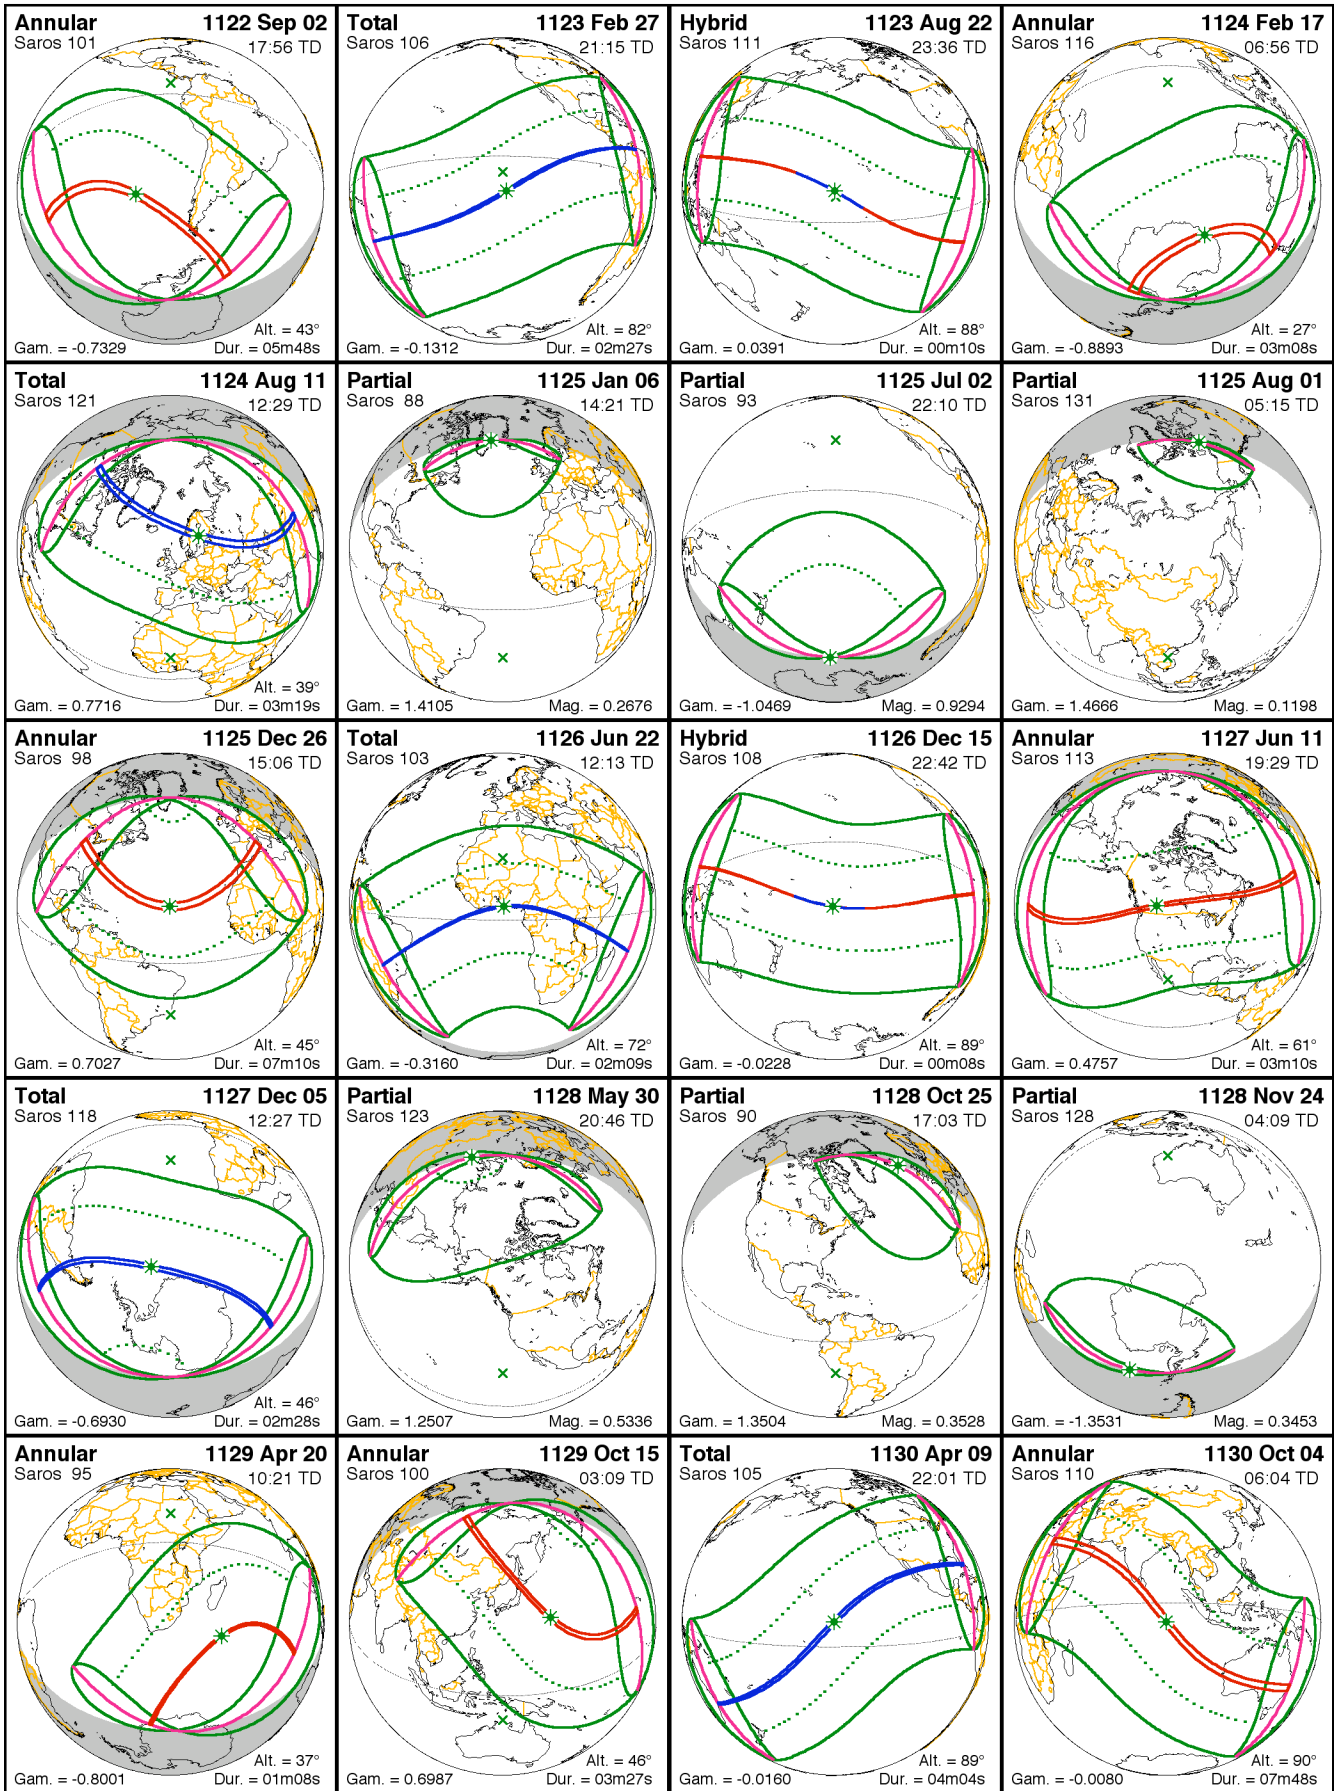 Annular 1122 Sep 02
Saros 101 17:56 TD
Alt. = 43°
Gam. = -0.7329 Dur. = 05m48s
Total 1123 Feb 27
Saros 106 21:15 TD
Alt. = 82°
Gam. = -0.1312 Dur. = 02m27s
Hybrid 1123 Aug 22
Saros 111 23:36 TD
Alt. = 88°
Gam. = 0.0391 Dur. = 00m10s
Annular 1124 Feb 17
Saros 116 06:56 TD
Alt. = 27°
Gam. = -0.8893 Dur. = 03m08s
Total 1124 Aug 11
Saros 121 12:29 TD
Alt. = 39°
Gam. = 0.7716 Dur. = 03m19s
Partial 1125 Jan 06
Saros 88 14:21 TD
Gam. = 1.4105 Mag. = 0.2676
Partial 1125 Jul 02
Saros 93 22:10 TD
Gam. = -1.0469 Mag. = 0.9294
Partial 1125 Aug 01
Saros 131 05:15 TD
Gam. = 1.4666 Mag. = 0.1198
Annular 1125 Dec 26
Saros 98 15:06 TD
Alt. = 45°
Gam. = 0.7027 Dur. = 07m10s
Total 1126 Jun 22
Saros 103 12:13 TD
Alt. = 72°
Gam. = -0.3160 Dur. = 02m09s
Hybrid 1126 Dec 15
Saros 108 22:42 TD
Alt. = 89°
Gam. = -0.0228 Dur. = 00m08s
Annular 1127 Jun 11
Saros 113 19:29 TD
Alt. = 61°
Gam. = 0.4757 Dur. = 03m10s
Total 1127 Dec 05
Saros 118 12:27 TD
Alt. = 46°
Gam. = -0.6930 Dur. = 02m28s
Partial 1128 May 30
Saros 123 20:46 TD
Gam. = 1.2507 Mag. = 0.5336
Partial 1128 Oct 25
Saros 90 17:03 TD
Gam. = 1.3504 Mag. = 0.3528
Partial 1128 Nov 24
Saros 128 04:09 TD
Gam. = -1.3531 Mag. = 0.3453
Annular 1129 Apr 20
Saros 95 10:21 TD
Alt. = 37°
Gam. = -0.8001 Dur. = 01m08s
Annular 1129 Oct 15
Saros 100 03:09 TD
Alt. = 46°
Gam. = 0.6987 Dur. = 03m27s
Total 1130 Apr 09
Saros 105 22:01 TD
Alt. = 89°
Gam. = -0.0160 Dur. = 04m04s
Annular 1130 Oct 04
Saros 110 06:04 TD
Alt. = 90°
Gam. = -0.0080 Dur. = 07m48s